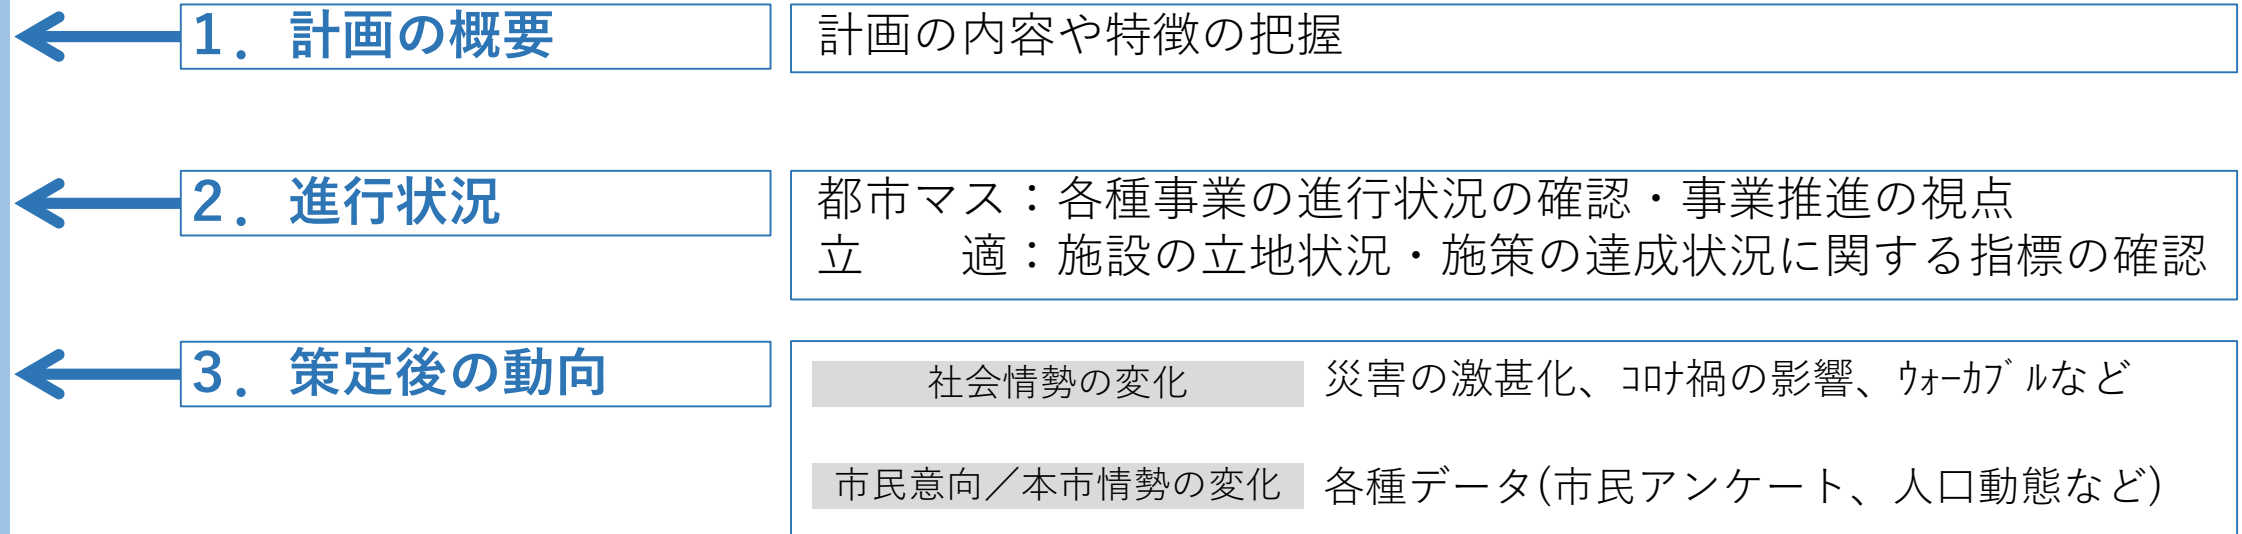 1．計画の概要
計画の内容や特徴の把握
2．進行状況
都市マス：各種事業の進行状況の確認・事業推進の視点
立　　適：施設の立地状況・施策の達成状況に関する指標の確認
3．策定後の動向
社会情勢の変化
災害の激甚化、ｺﾛﾅ禍の影響、ｳｫｰｶﾌﾞﾙなど
市民意向／本市情勢の変化
各種データ(市民アンケート、人口動態など)